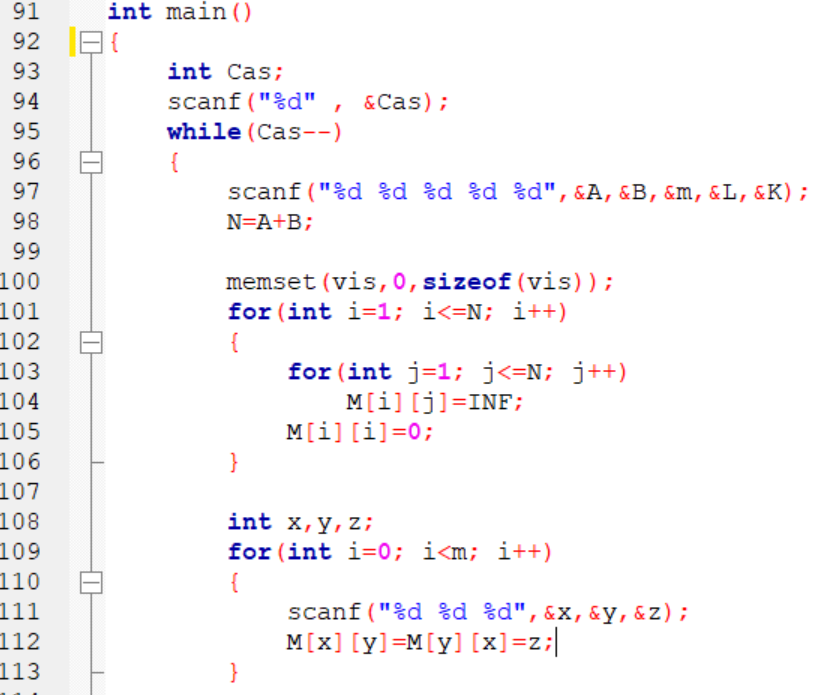 91 int main()
92 {
93 int Cas;
94 scanf("%d" , &Cas);
95 while(Cas--)
96 {
97 scanf("%d %d %d %d %d",&A,&B,&m,&L,&K);
98 N=A+B;
99
100 memset(vis,0,sizeof(vis));
101 for(int i=1; i<=N; i++)
102 {
103 for(int j=1; j<=N; j++)
104 M[i][j]=INF;
105 M[i][i]=0;
106 }
107
108 int x,y,z;
109 for(int i=0; i<m; i++)
110 {
111 scanf("%d %d %d",&x,&y,&z);
112 M[x][y]=M[y][x]=z;
113 }